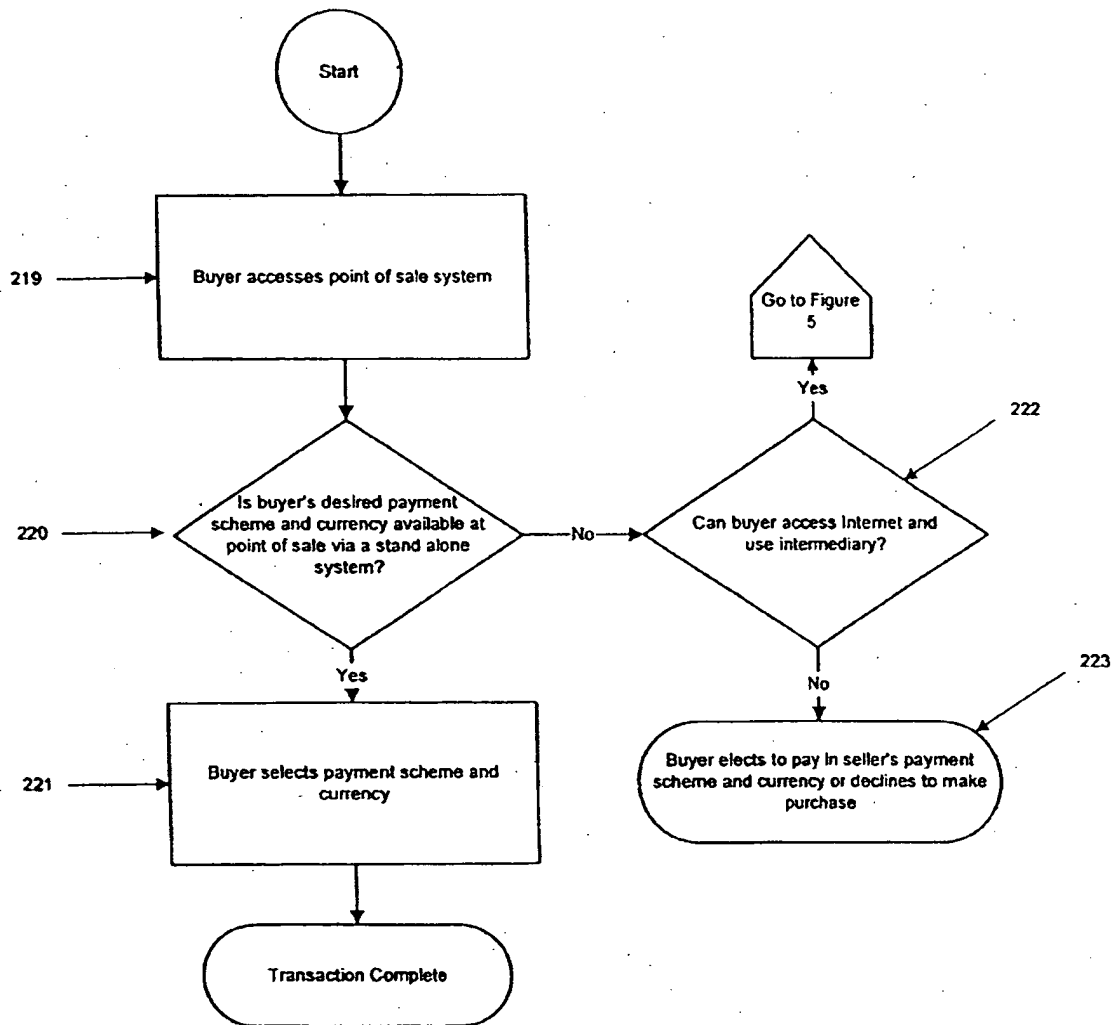 Start
219
Buyer accesses point of sale system
Go to Figure
5
Yes
222
220
Is buyer's desired payment
scheme and currency available at
point of sale via a stand alone
system?
No
Can buyer access Internet and
use intermediary?
Yes
No
223
221
Buyer selects payment scheme and
currency
Buyer elects to pay in seller's payment
scheme and currency or declines to make
purchase
Transaction Complete